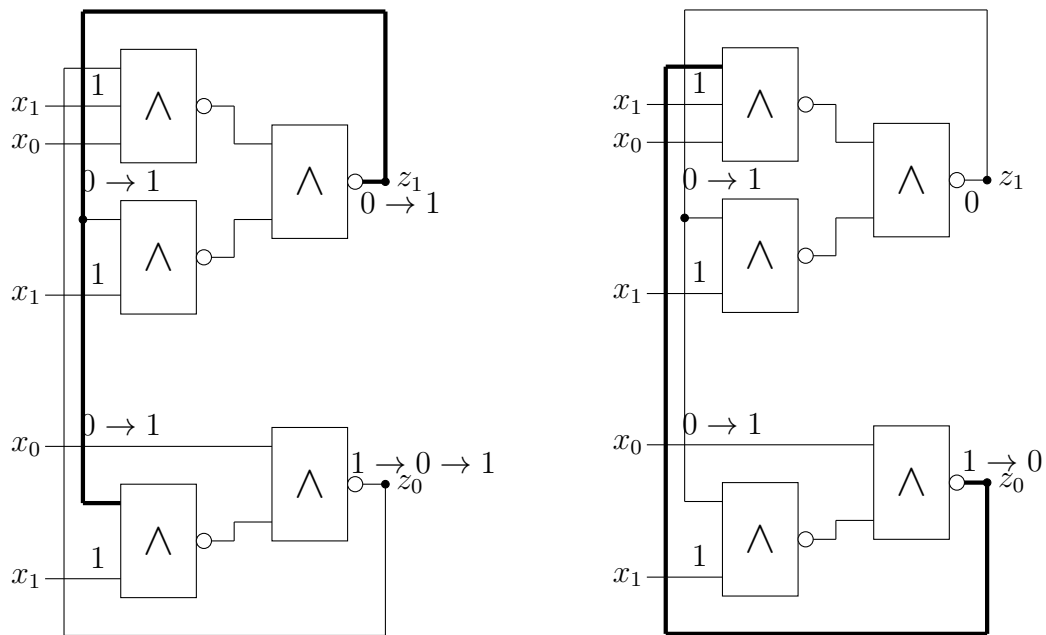 1
x₁
∧
x₀
0 → 1
∧
z₁
0 → 1
∧
1
x₁
0 → 1
x₀
1 → 0 → 1
∧
z₀
∧
1
x₁
1
x₁
∧
x₀
0 → 1
∧
z₁
0
∧
1
x₁
0 → 1
x₀
1 → 0
∧
z₀
∧
1
x₁